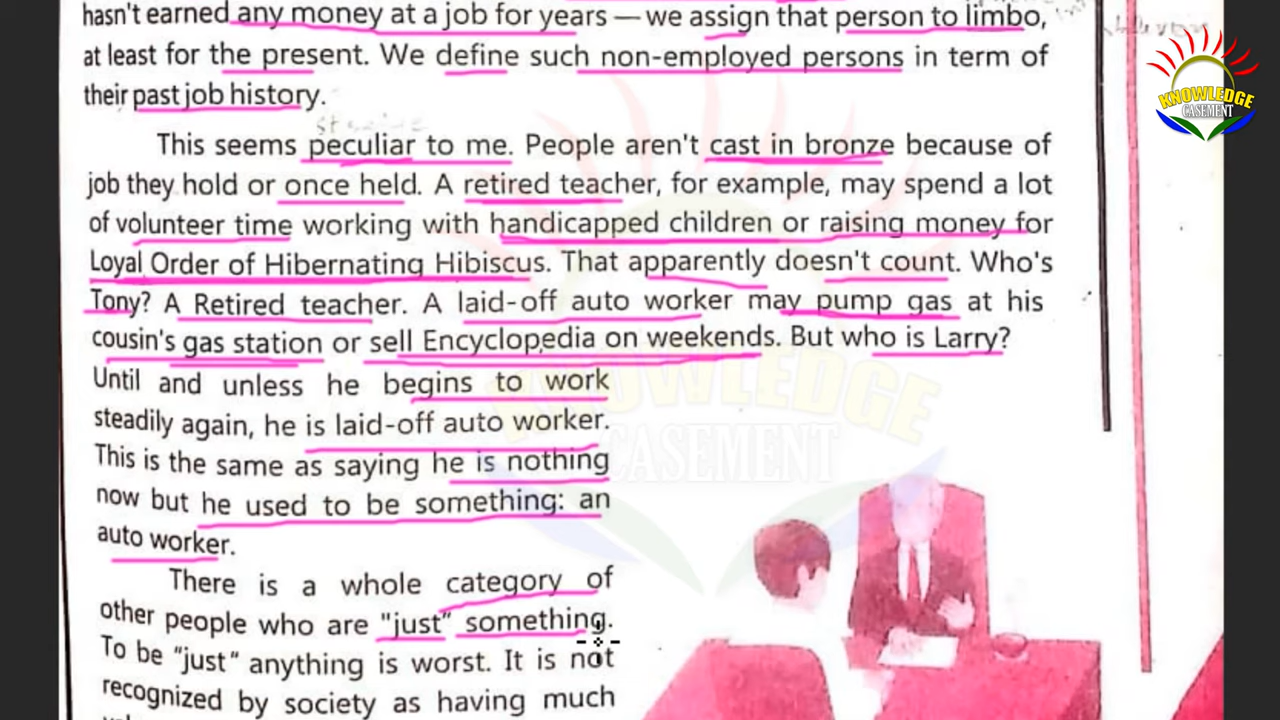 hasn't earned any money at a job for years — we assign that person to limbo,
at least for the present. We define such non-employed persons in term of
their past job history.
This seems peculiar to me. People aren't cast in bronze because of
job they hold or once held. A retired teacher, for example, may spend a lot
of volunteer time working with handicapped children or raising money for
Loyal Order of Hibernating Hibiscus. That apparently doesn't count. Who's
Tony? A Retired teacher. A laid-off auto worker may pump gas at his
cousin's gas station or sell Encyclopedia on weekends. But who is Larry?
Until and unless he begins to work
steadily again, he is laid-off auto worker.
This is the same as saying he is nothing
now but he used to be something: an
auto worker.
There is a whole category of
other people who are "just" something.
To be "just" anything is worst. It is not
recognized by society as having much
KNOWLEDGE
CASEMENT
KNOWLEDGE
CASEMENT